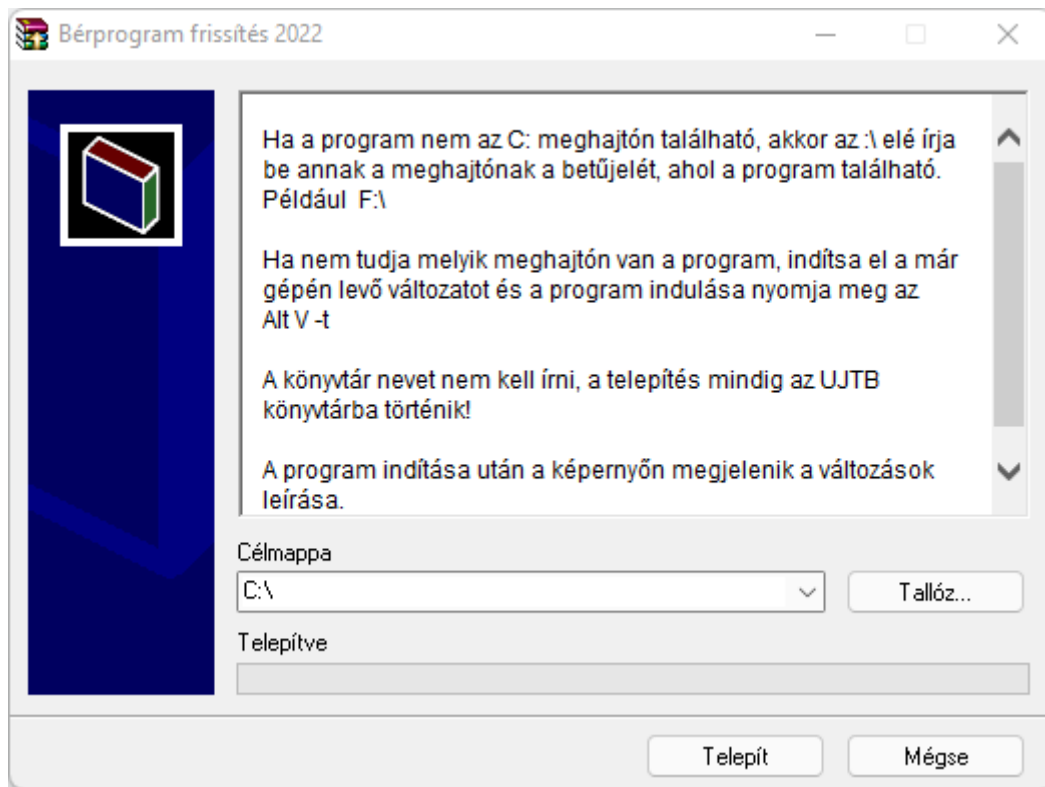 Bérprogram frissítés 2022
Ha a program nem az C: meghajtón található, akkor az :\ elé írja
be annak a meghajtónak a betűjelét, ahol a program található.
Például F:\
Ha nem tudja melyik meghajtón van a program, indítsa el a már
gépén levő változatot és a program indulása nyomja meg az
Alt V -t
A könyvtár nevet nem kell írni, a telepítés mindig az UJTB
könyvtárba történik!
A program indítása után a képernyőn megjelenik a változások
leírása.
Célmappa
C:\
Tallóz...
Telepítve
Telepít
Mégse